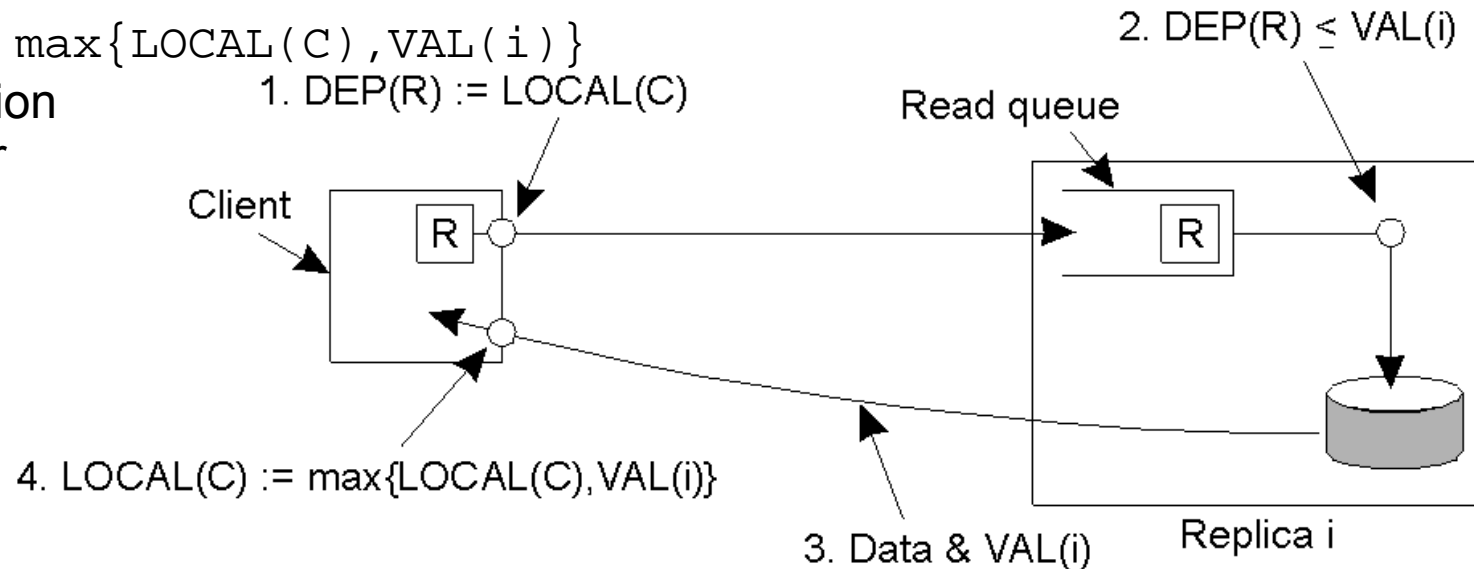 max{LOCAL(C),VAL(i)}
2. DEP(R) ≤ VAL(i)
1. DEP(R) := LOCAL(C)
Read queue
Client
R
R
4. LOCAL(C) := max{LOCAL(C),VAL(i)}
3. Data & VAL(i)
Replica i